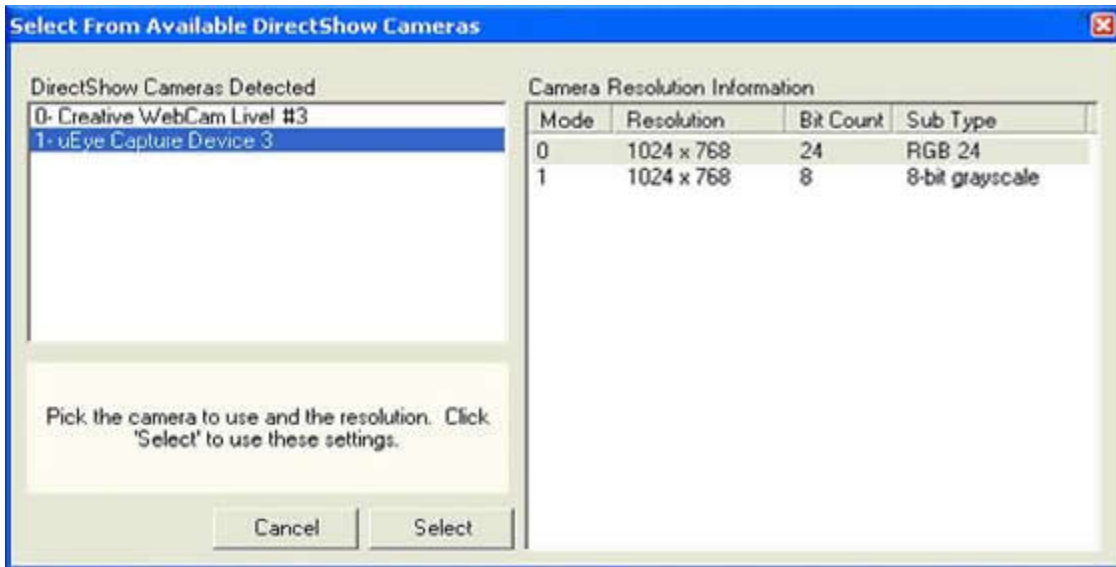 Select From Available DirectShow Cameras
DirectShow Cameras Detected
0- Creative WebCam Live! #3
1- uEye Capture Device 3
Pick the camera to use and the resolution. Click
'Select' to use these settings.
Cancel Select
Camera Resolution Information
Mode Resolution Bit Count Sub Type
0 1024 x 768 24 RGB 24
1 1024 x 768 8 8-bit grayscale